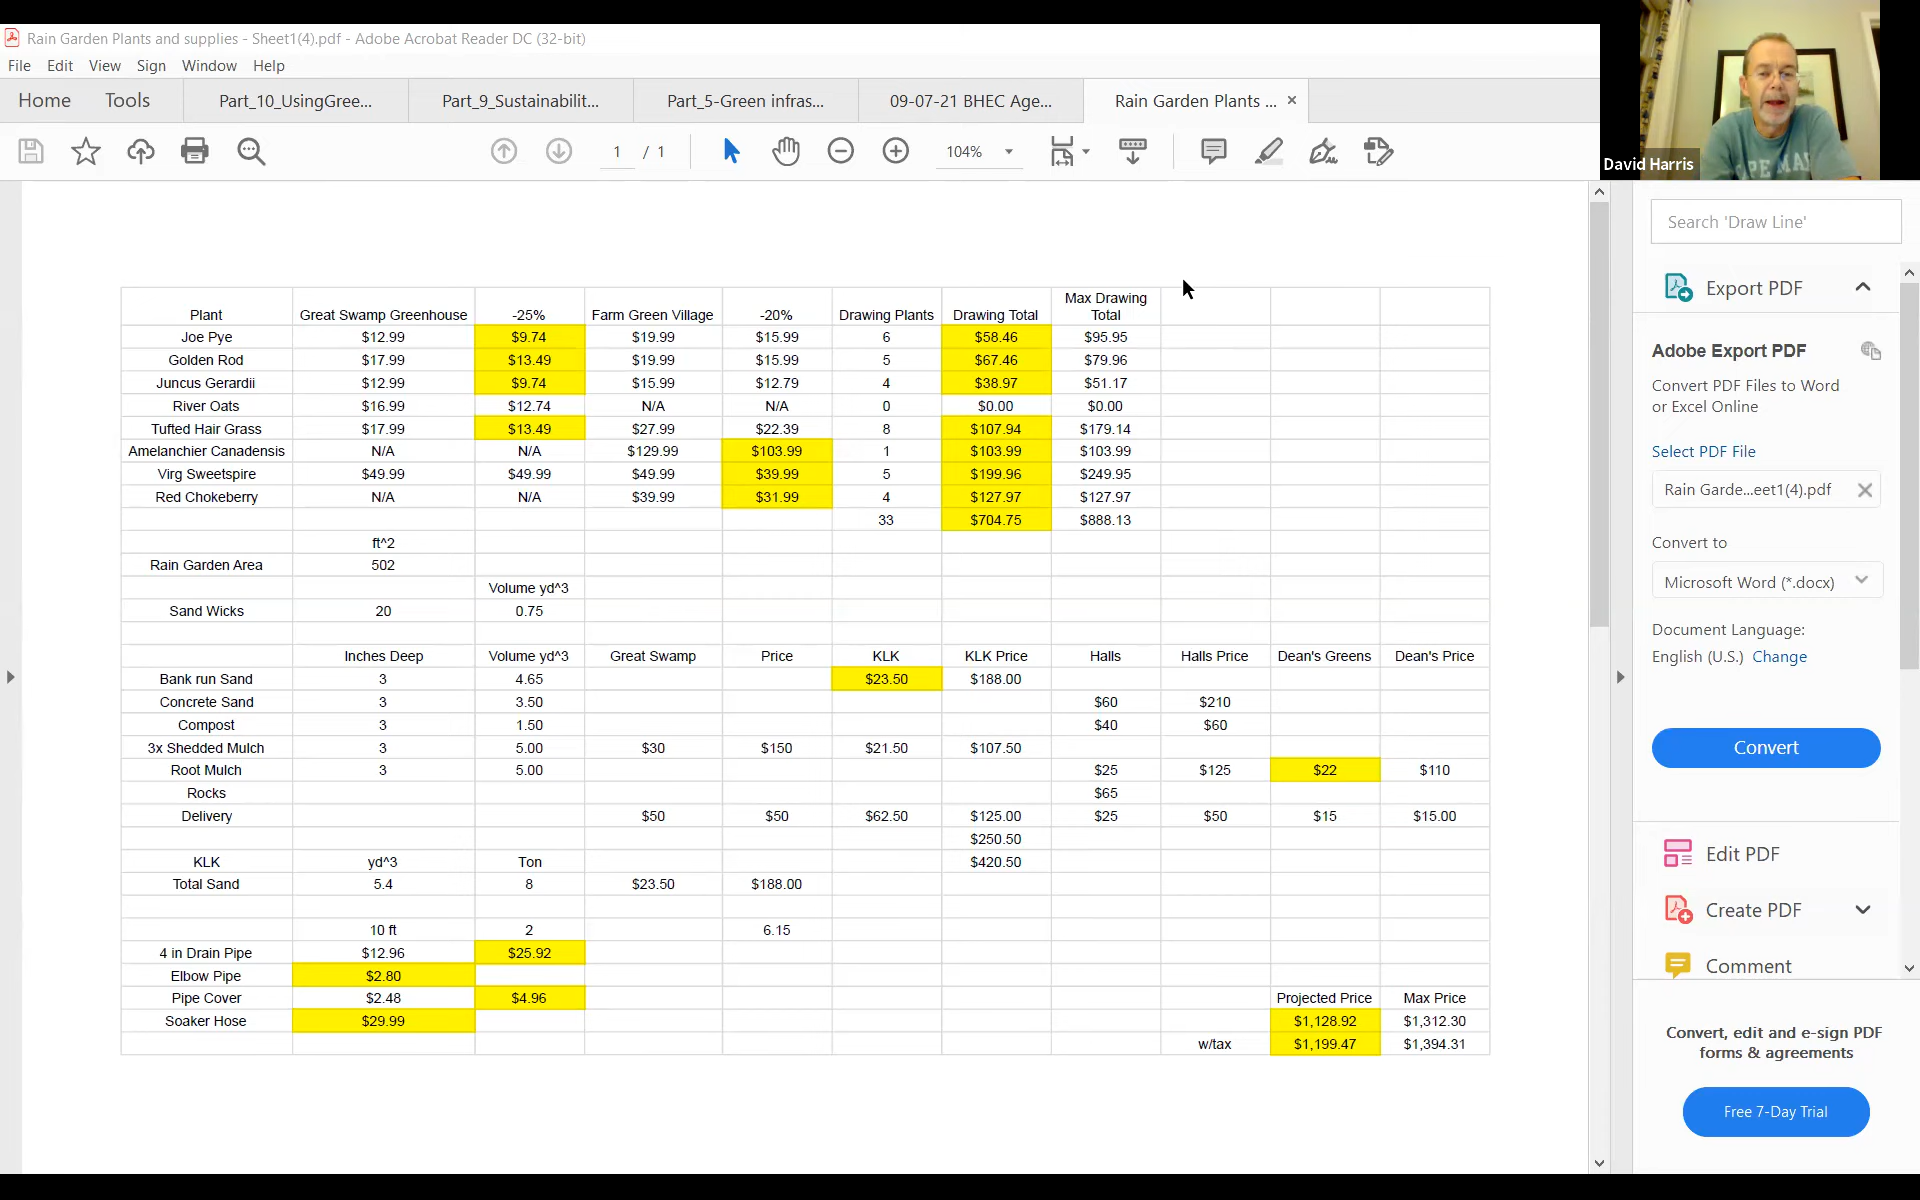 Rain Garden Plants and supplies - Sheet1(4).pdf - Adobe Acrobat Reader DC (32-bit)
File Edit View Sign Window Help
Home Tools Part_10_UsingGree... Part_9_Sustainabilit... Part_5-Green infras... 09-07-21 BHEC Age... Rain Garden Plants ... ×
1 / 1 104%
David Harris
Plant Great Swamp Greenhouse -25% Farm Green Village -20% Drawing Plants Drawing Total Max Drawing Total
Joe Pye $12.99 $9.74 $19.99 $15.99 6 $58.46 $95.95
Golden Rod $17.99 $13.49 $19.99 $15.99 5 $67.46 $79.96
Juncus Gerardii $12.99 $9.74 $15.99 $12.79 4 $38.97 $51.17
River Oats $16.99 $12.74 N/A N/A 0 $0.00 $0.00
Tufted Hair Grass $17.99 $13.49 $27.99 $22.39 8 $107.94 $179.14
Amelanchier Canadensis N/A N/A $129.99 $103.99 1 $103.99 $103.99
Virg Sweetspire $49.99 $49.99 $49.99 $39.99 5 $199.96 $249.95
Red Chokeberry N/A N/A $39.99 $31.99 4 $127.97 $127.97
33 $704.75 $888.13
ft^2
Rain Garden Area 502
Volume yd^3
Sand Wicks 20 0.75
Inches Deep Volume yd^3 Great Swamp Price KLK KLK Price Halls Halls Price Dean's Greens Dean's Price
Bank run Sand 3 4.65 $23.50 $188.00
Concrete Sand 3 3.50 $60 $210
Compost 3 1.50 $40 $60
3x Shedded Mulch 3 5.00 $30 $150 $21.50 $107.50
Root Mulch 3 5.00 $25 $125 $22 $110
Rocks $65
Delivery $50 $50 $62.50 $125.00 $25 $50 $15 $15.00
$250.50
KLK yd^3 Ton $420.50
Total Sand 5.4 8 $23.50 $188.00
10 ft 2 6.15
4 in Drain Pipe $12.96 $25.92
Elbow Pipe $2.80
Pipe Cover $2.48 $4.96 Projected Price Max Price
Soaker Hose $29.99 $1,128.92 $1,312.30
w/tax $1,199.47 $1,394.31
Search 'Draw Line'
Export PDF
Adobe Export PDF
Convert PDF Files to Word
or Excel Online
Select PDF File
Rain Garde...eet1(4).pdf
Convert to
Microsoft Word (*.docx)
Document Language:
English (U.S.) Change
Convert
Edit PDF
Create PDF
Comment
Convert, edit and e-sign PDF
forms & agreements
Free 7-Day Trial